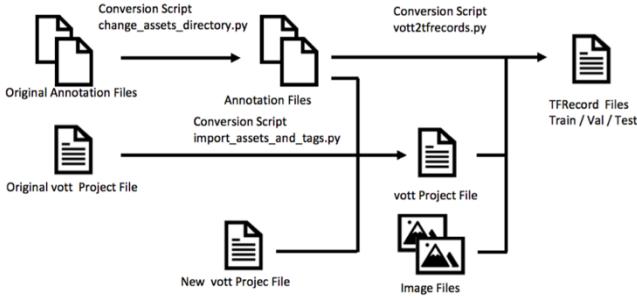 Conversion Script
change_assets_directory.py
Conversion Script
vott2tfrecords.py
Original Annotation Files
Annotation Files
TFRecord Files
Train / Val / Test
Conversion Script
import_assets_and_tags.py
Original vott Project File
vott Project File
New vott Projec File
Image Files